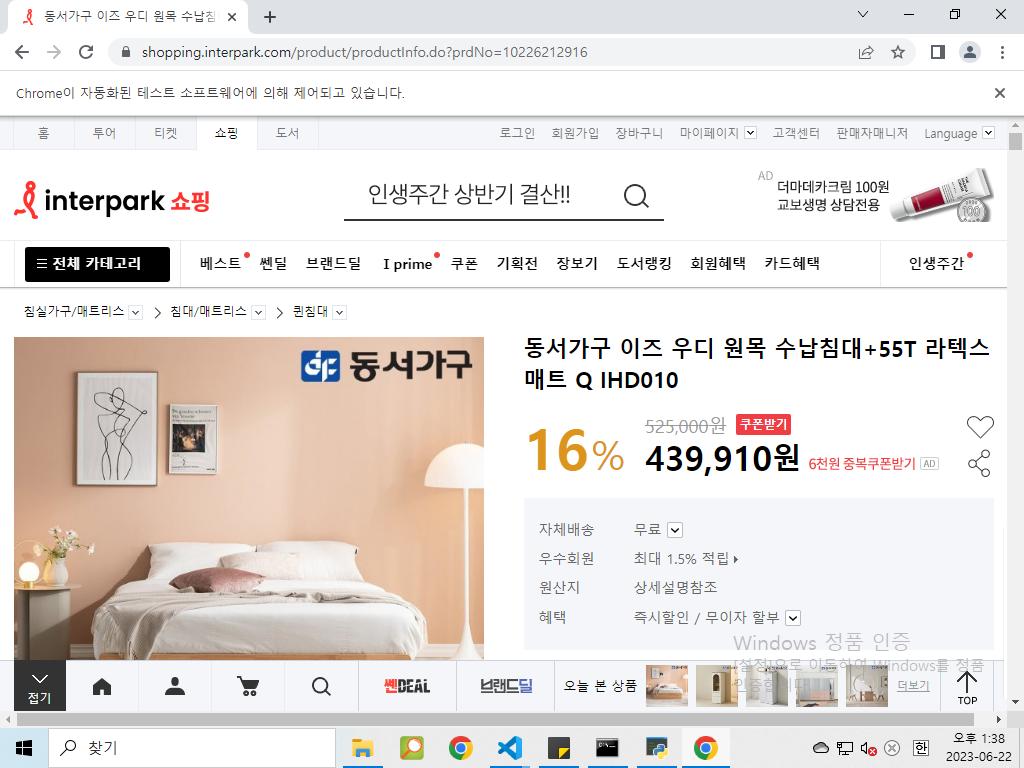 동서가구 이즈 우디 원목 수납침
shopping.interpark.com/product/productInfo.do?prdNo=10226212916
Chrome이 자동화된 테스트 소프트웨어에 의해 제어되고 있습니다.
홈 투어 티켓 쇼핑 도서 로그인 회원가입 장바구니 마이페이지 고객센터 판매자매니저 Language
interpark 쇼핑
인생주간 상반기 결산!!
AD
더마데카크림 100원
교보생명 상담전용
100
전체 카테고리 베스트 쎈딜 브랜드딜 I prime 쿠폰 기획전 장보기 도서랭킹 회원혜택 카드혜택 인생주간
침실가구/매트리스 침대/매트리스 퀸침대
동서가구
동서가구 이즈 우디 원목 수납침대+55T 라텍스
매트 Q IHD010
525,000원 쿠폰받기
16% 439,910원 6천원 중복쿠폰받기 AD
자체배송 무료
우수회원 최대 1.5% 적립
원산지 상세설명참조
혜택 즉시할인 / 무이자 할부
Windows 정품 인증
[설정]으로 이동하여 Windows를 정품
인증합니다.
접기
쎈DEAL
브랜드딜
오늘 본 상품
더보기
TOP
찾기
한
오후 1:38
2023-06-22